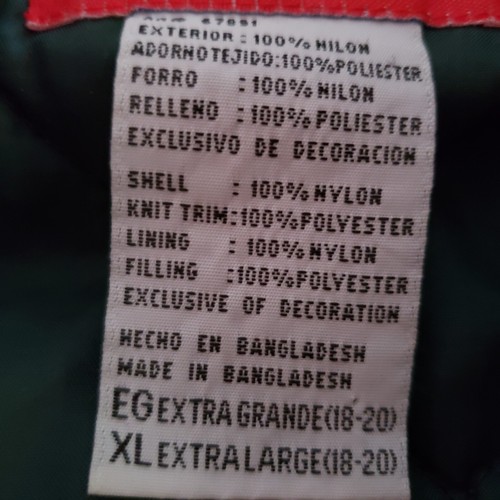 EXTERIOR : 100% NILON
ADORNOTEJIDO:100%POLIESTER
FORRO : 100% NILON
RELLENO : 100% POLIESTER
EXCLUSIVO DE DECORACION
SHELL : 100% NYLON
KNIT TRIM:100%POLYESTER
LINING : 100% NYLON
FILLING :100%POLYESTER
EXCLUSIVE OF DECORATION
HECHO EN BANGLADESH
MADE IN BANGLADESH
EG EXTRA GRANDE(18-20)
XL EXTRA LARGE(18-20)